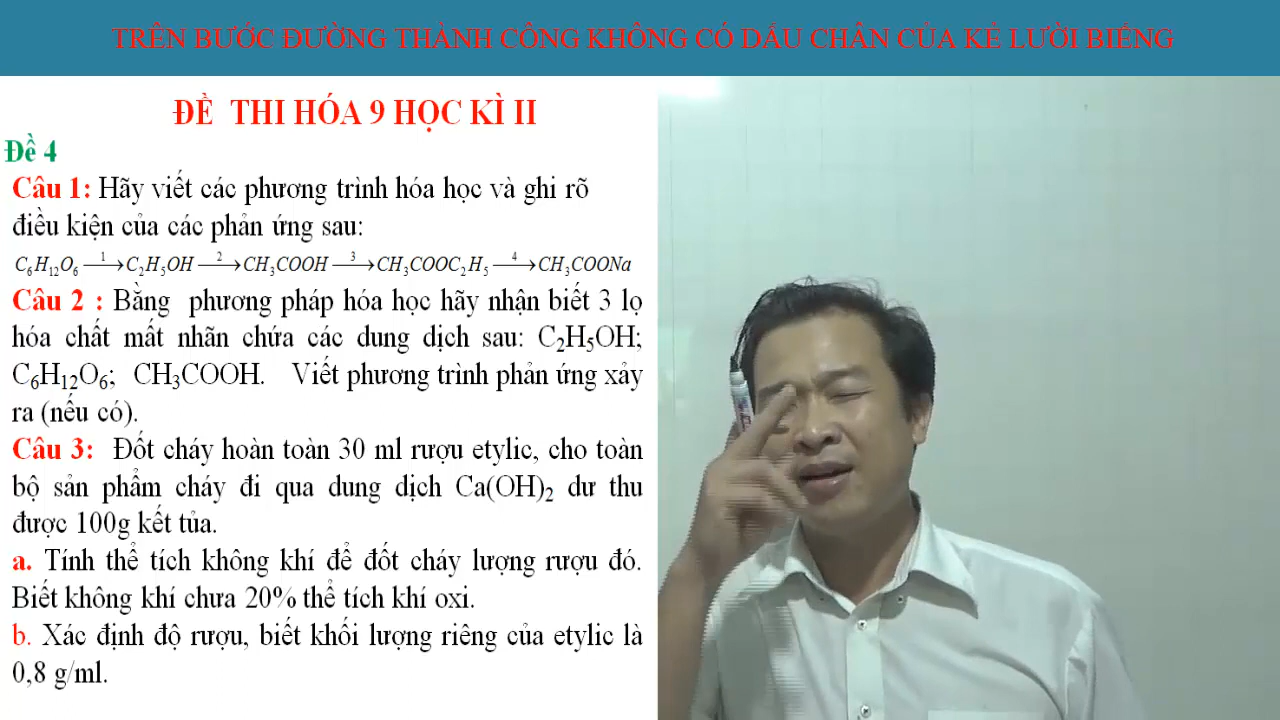 TRÊN BƯỚC ĐƯỜNG THÀNH CÔNG KHÔNG CÓ DẤU CHÂN CỦA KẺ LƯỜI BIẾNG
ĐỀ THI HÓA 9 HỌC KÌ II
Đề 4
Câu 1: Hãy viết các phương trình hóa học và ghi rõ
điều kiện của các phản ứng sau:
C₆H₁₂O₆ —1→ C₂H₅OH —2→ CH₃COOH —3→ CH₃COOC₂H₅ —4→ CH₃COONa
Câu 2 : Bằng phương pháp hóa học hãy nhận biết 3 lọ
hóa chất mất nhãn chứa các dung dịch sau: C₂H₅OH;
C₆H₁₂O₆; CH₃COOH. Viết phương trình phản ứng xảy
ra (nếu có).
Câu 3: Đốt cháy hoàn toàn 30 ml rượu etylic, cho toàn
bộ sản phẩm cháy đi qua dung dịch Ca(OH)₂ dư thu
được 100g kết tủa.
a. Tính thể tích không khí để đốt cháy lượng rượu đó.
Biết không khí chưa 20% thể tích khí oxi.
b. Xác định độ rượu, biết khối lượng riêng của etylic là
0,8 g/ml.